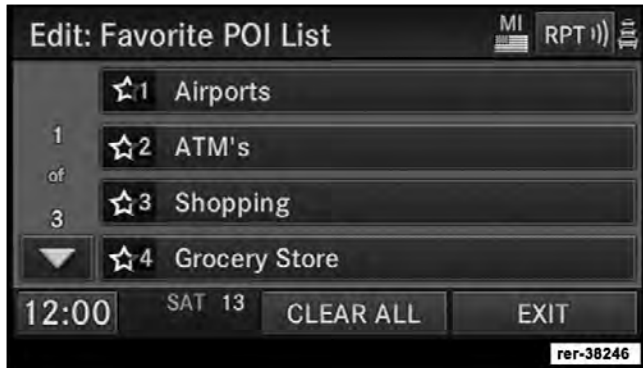 Edit: Favorite POI List MI RPT
1 Airports
1 of 3
2 ATM's
3 Shopping
4 Grocery Store
12:00 SAT 13 CLEAR ALL EXIT
rer-38246